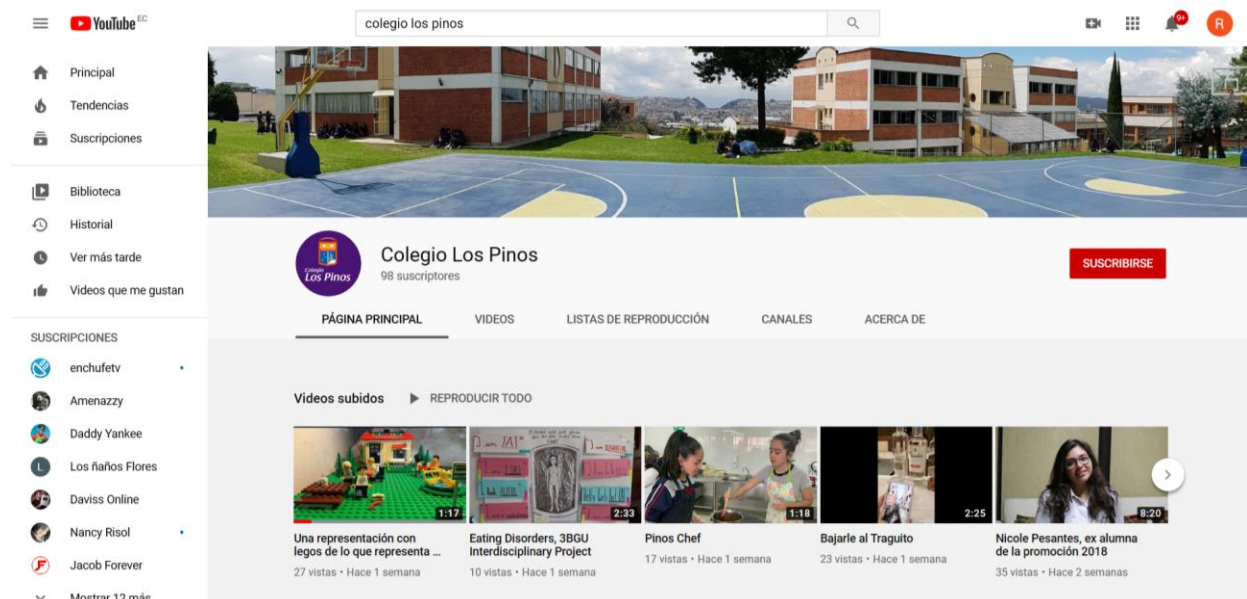 YouTube EC
colegio los pinos
9+
R
Principal
Tendencias
Suscripciones
Biblioteca
Historial
Ver más tarde
Videos que me gustan
SUSCRIPCIONES
enchufetv
Amenazzy
Daddy Yankee
L Los ñaños Flores
Daviss Online
Nancy Risol
Jacob Forever
Mostrar 12 más
Colegio
Los Pinos
Colegio Los Pinos
98 suscriptores
SUSCRIBIRSE
PÁGINA PRINCIPAL VIDEOS LISTAS DE REPRODUCCIÓN CANALES ACERCA DE
Videos subidos REPRODUCIR TODO
1:17
2:33
1:18
2:25
8:20
Una representación con
legos de lo que representa ...
27 vistas • Hace 1 semana
Eating Disorders, 3BGU
Interdisciplinary Project
10 vistas • Hace 1 semana
Pinos Chef
17 vistas • Hace 1 semana
Bajarle al Traguito
23 vistas • Hace 1 semana
Nicole Pesantes, ex alumna
de la promoción 2018
35 vistas • Hace 2 semanas